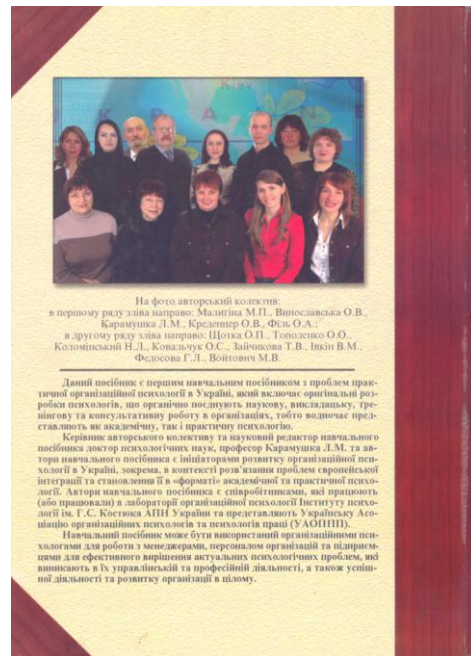 На фото авторський колектив:
в першому ряду зліва направо: Малигіна М.П., Винославська О.В.,
Карамушка Л.М., Креденцер О.В., Філь О.А.;
в другому ряду зліва направо: Щотка О.П., Тополенко О.О.,
Коломінський Н.Л., Ковальчук О.С., Зайчикова Т.В., Івкін В.М.,
Федосова Г.Л., Войтович М.В.
Даний посібник є першим навчальним посібником з проблем прак-
тичної організаційної психології в Україні, який включає оригінальні роз-
робки психологів, що органічно поєднують наукову, викладацьку, тре-
нінгову та консультативну роботу в організаціях, тобто водночас пред-
ставляють як академічну, так і практичну психологію.
Керівник авторського колективу та науковий редактор навчального
посібника доктор психологічних наук, професор Карамушка Л.М. та ав-
тори навчального посібника є ініціаторами розвитку організаційної пси-
хології в Україні, зокрема, в контексті розв'язання проблем європейської
інтеграції та становлення її в «форматі» академічної та практичної психо-
логії. Автори навчального посібника є співробітниками, які працюють
(або працювали) в лабораторії організаційної психології Інституту психо-
логії ім. Г.С. Костюка АПН України та представляють Українську Асо-
ціацію організаційних психологів та психологів праці (УАОППП).
Навчальний посібник може бути використаний організаційними пси-
хологами для роботи з менеджерами, персоналом організацій та підприєм-
цями для ефективного вирішення актуальних психологічних проблем, які
виникають в їх управлінській та професійній діяльності, а також успіш-
ної діяльності та розвитку організації в цілому.